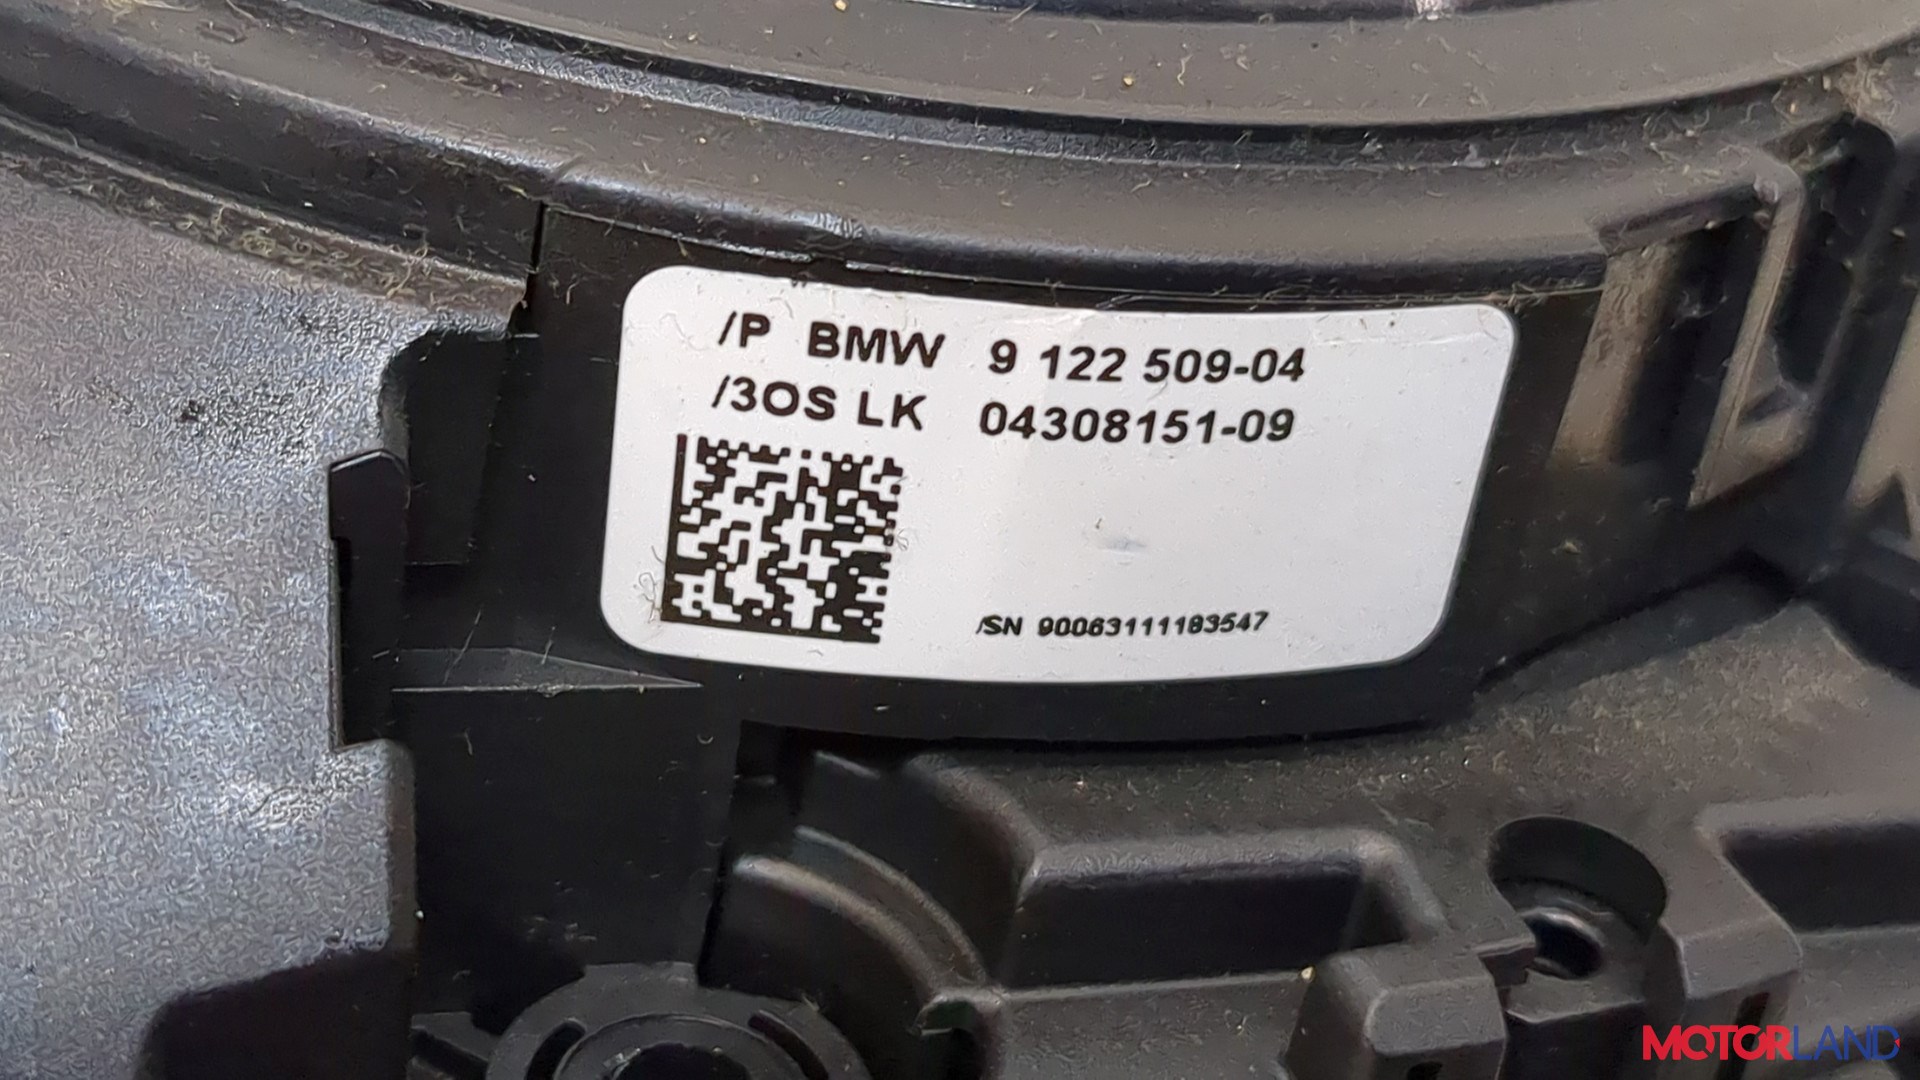 /P BMW 9 122 509-04
/3OS LK 04308151-09
/SN 90063111183547
MOTORLAND